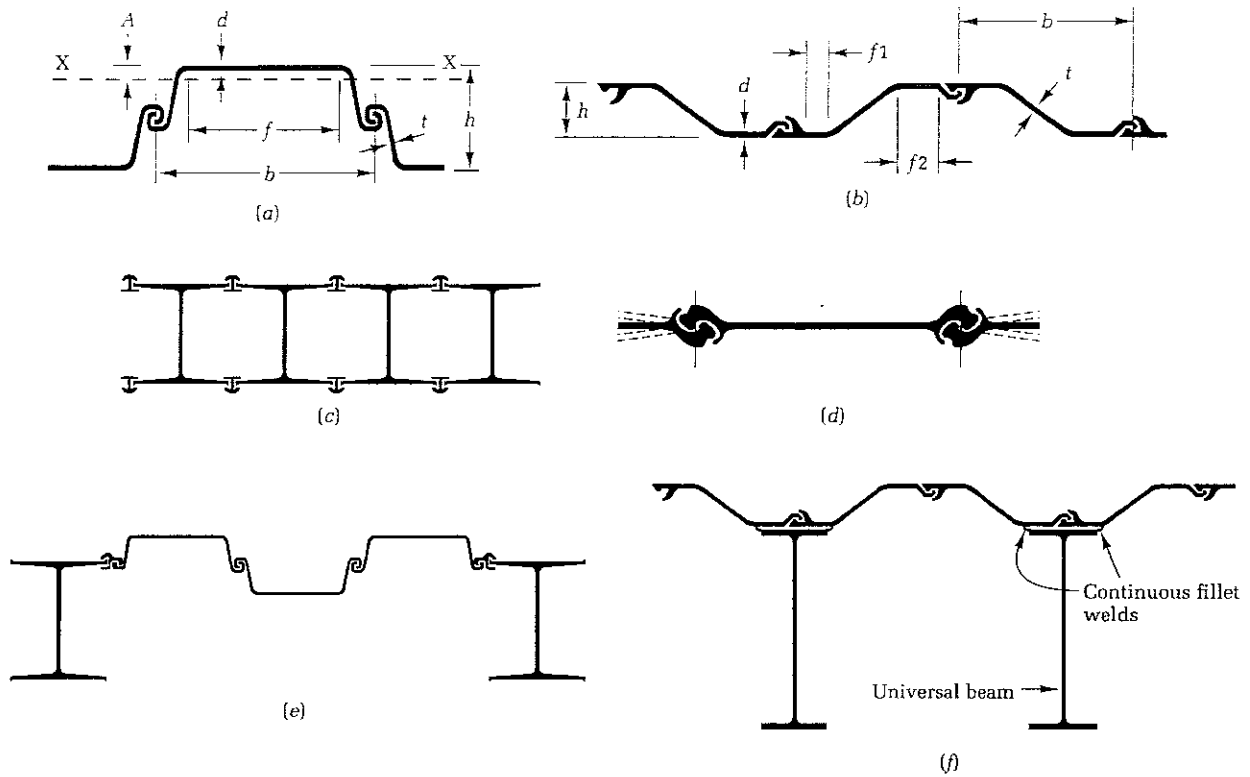 A d
X X
f t h
b
(a)
b
f1
d t
h
f2
(b)
(c)
(d)
(e)
Continuous fillet
welds
Universal beam
(f)